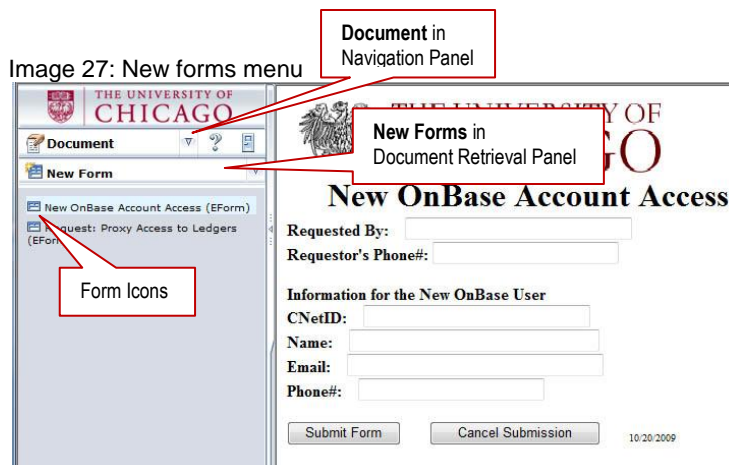 Document in
Navigation Panel
Image 27: New forms menu
THE UNIVERSITY OF
CHICAGO
Document
New Form
New OnBase Account Access (EForm)
Request: Proxy Access to Ledgers
Form Icons
THE UNIVERSITY OF
New Forms in
Document Retrieval Panel
New OnBase Account Access
Requested By:
Requestor's Phone#:
Information for the New OnBase User
CNetID:
Name:
Email:
Phone#:
Submit Form
Cancel Submission
10/20/2009